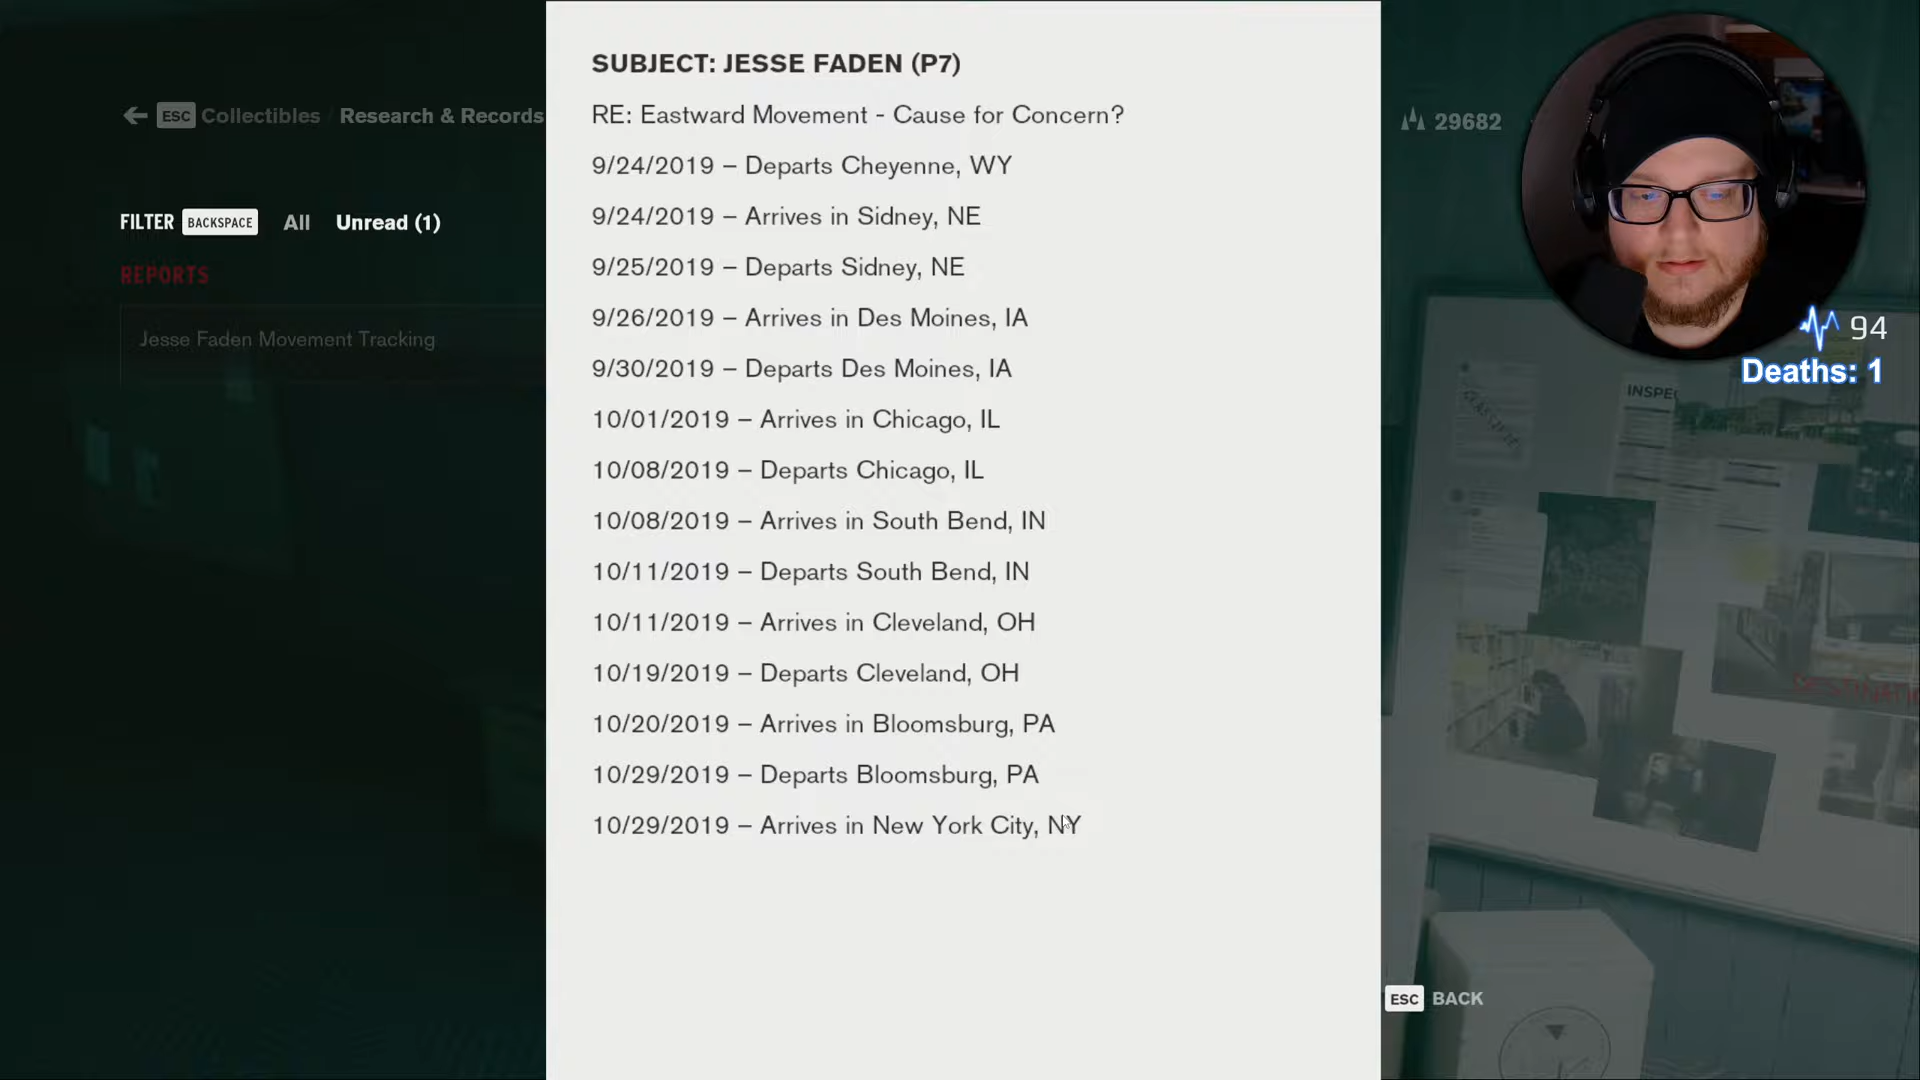 SUBJECT: JESSE FADEN (P7)
RE: Eastward Movement - Cause for Concern?
9/24/2019 – Departs Cheyenne, WY
9/24/2019 – Arrives in Sidney, NE
9/25/2019 – Departs Sidney, NE
9/26/2019 – Arrives in Des Moines, IA
9/30/2019 – Departs Des Moines, IA
10/01/2019 – Arrives in Chicago, IL
10/08/2019 – Departs Chicago, IL
10/08/2019 – Arrives in South Bend, IN
10/11/2019 – Departs South Bend, IN
10/11/2019 – Arrives in Cleveland, OH
10/19/2019 – Departs Cleveland, OH
10/20/2019 – Arrives in Bloomsburg, PA
10/29/2019 – Departs Bloomsburg, PA
10/29/2019 – Arrives in New York City, NY
ESC Collectibles / Research & Records
FILTER BACKSPACE All Unread (1)
REPORTS
Jesse Faden Movement Tracking
29682
94
Deaths: 1
ESC BACK